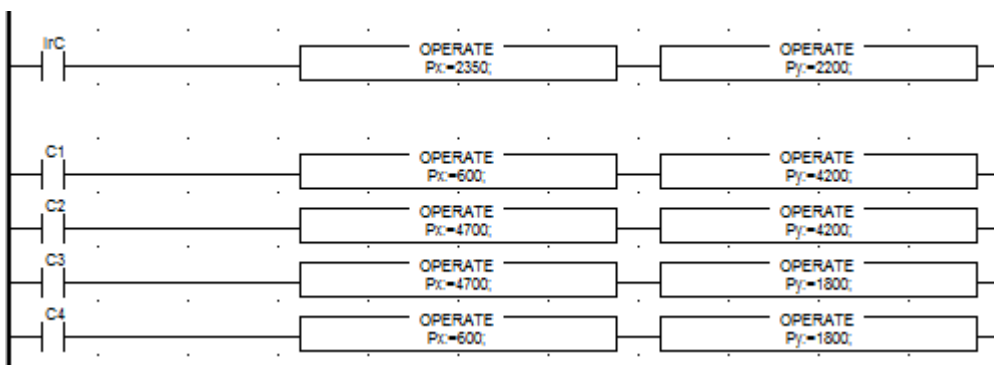 IrC
OPERATE OPERATE
Px:=2350; Py:=2200;
C1
OPERATE OPERATE
Px:=600; Py:=4200;
C2
OPERATE OPERATE
Px:=4700; Py:=4200;
C3
OPERATE OPERATE
Px:=4700; Py:=1800;
C4
OPERATE OPERATE
Px:=600; Py:=1800;